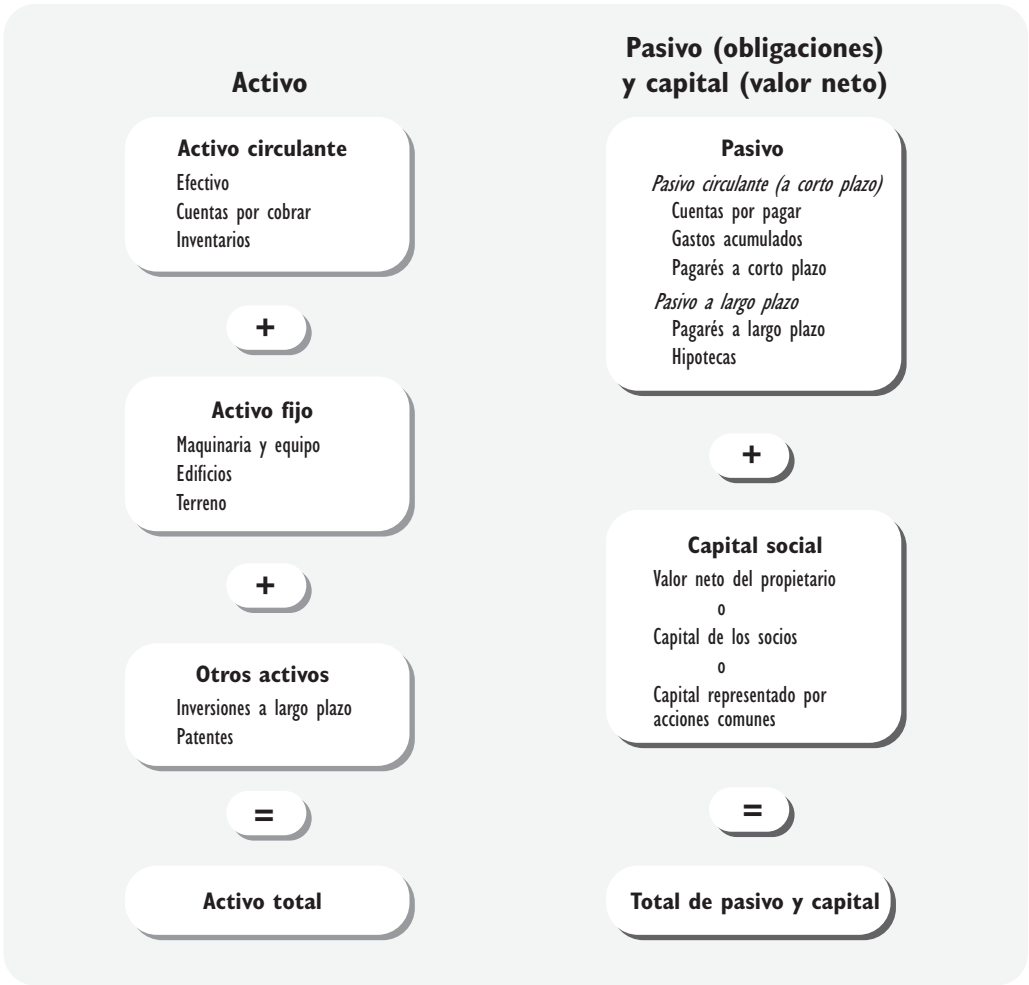 Activo
Activo circulante
Efectivo
Cuentas por cobrar
Inventarios
+
Activo fijo
Maquinaria y equipo
Edificios
Terreno
+
Otros activos
Inversiones a largo plazo
Patentes
=
Activo total
Pasivo (obligaciones)
y capital (valor neto)
Pasivo
Pasivo circulante (a corto plazo)
Cuentas por pagar
Gastos acumulados
Pagarés a corto plazo
Pasivo a largo plazo
Pagarés a largo plazo
Hipotecas
+
Capital social
Valor neto del propietario
o
Capital de los socios
o
Capital representado por
acciones comunes
=
Total de pasivo y capital